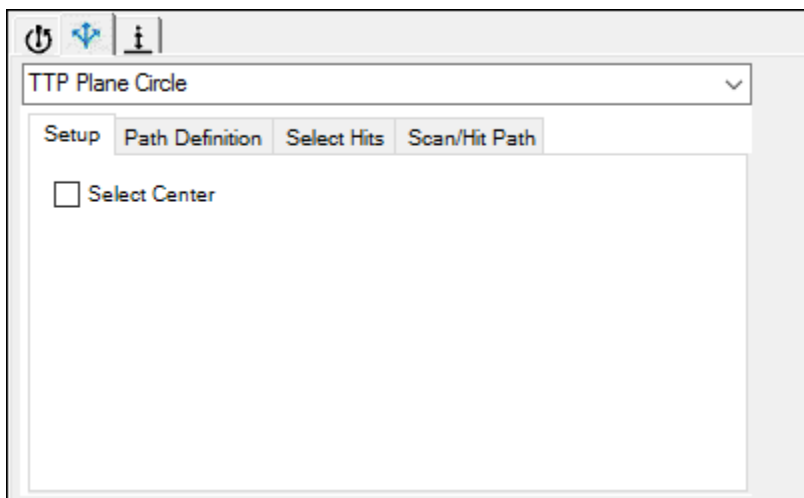 TTP Plane Circle
Setup Path Definition Select Hits Scan/Hit Path
Select Center